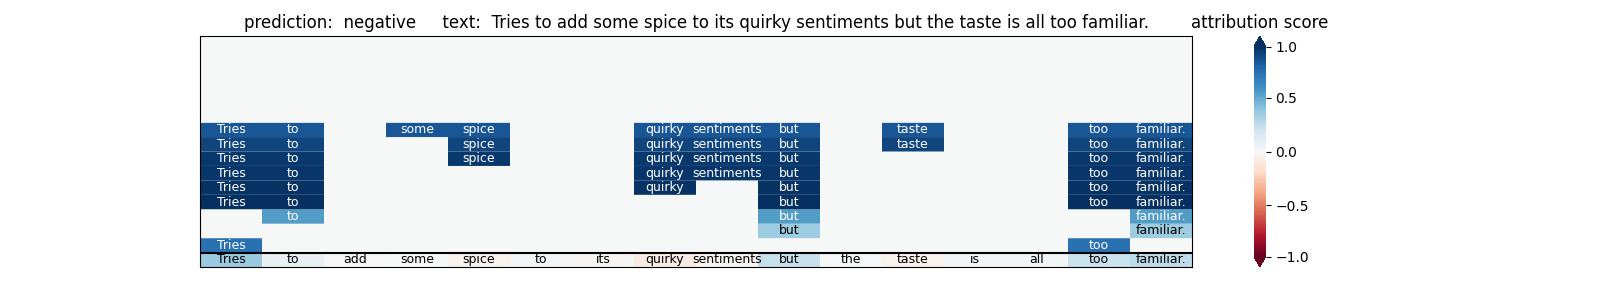 prediction: negative text: Tries to add some spice to its quirky sentiments but the taste is all too familiar. attribution score
1.0
Tries to some spice quirky sentiments but taste too familiar.
0.5
Tries to spice quirky sentiments but taste too familiar.
Tries to spice quirky sentiments but too familiar.
0.0
Tries to quirky sentiments but too familiar.
Tries to quirky but too familiar.
Tries to but too familiar.
−0.5
to but familiar.
but familiar.
Tries too
Tries to add some spice to its quirky sentiments but the taste is all too familiar.
−1.0